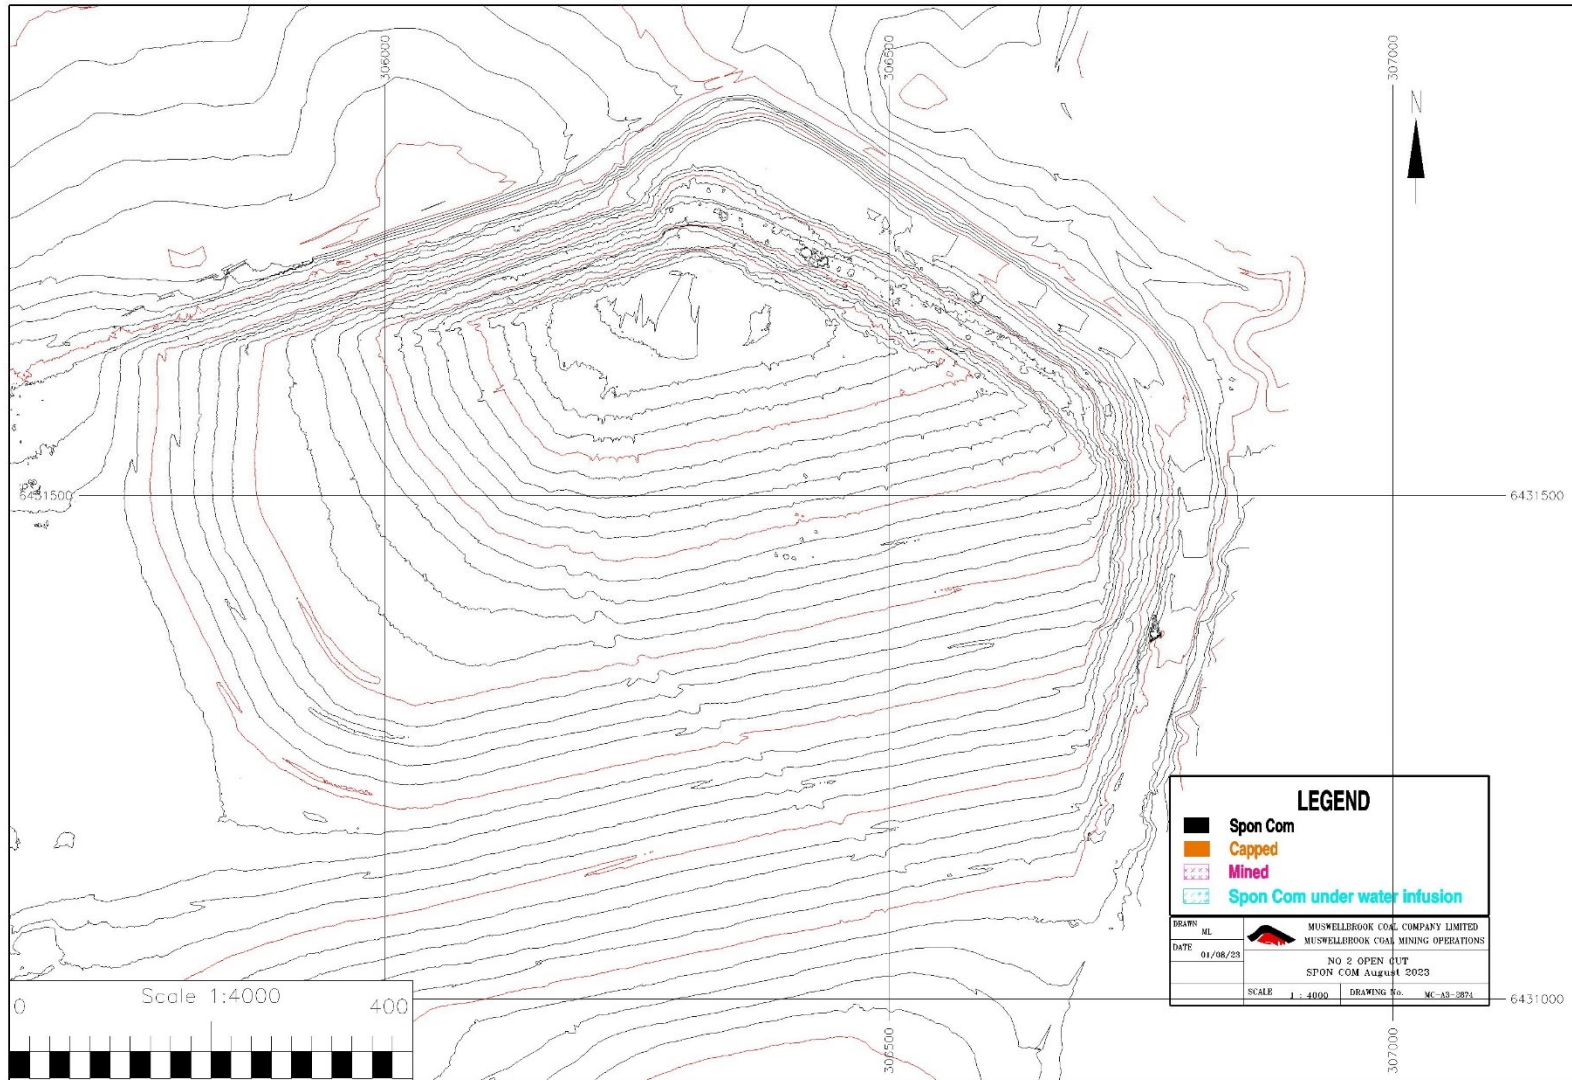 306000
306500
307000
N
6431500
6431500
LEGEND
Spon Com
Capped
Mined
Spon Com under water infusion
DRAWN
ML
DATE
01/08/23
MUSWELLBROOK COAL COMPANY LIMITED
MUSWELLBROOK COAL MINING OPERATIONS
NO 2 OPEN CUT
SPON COM August 2023
SCALE 1 : 4000
DRAWING No. MC-A3-2874
6431000
Scale 1:4000
0
400
306500
307000